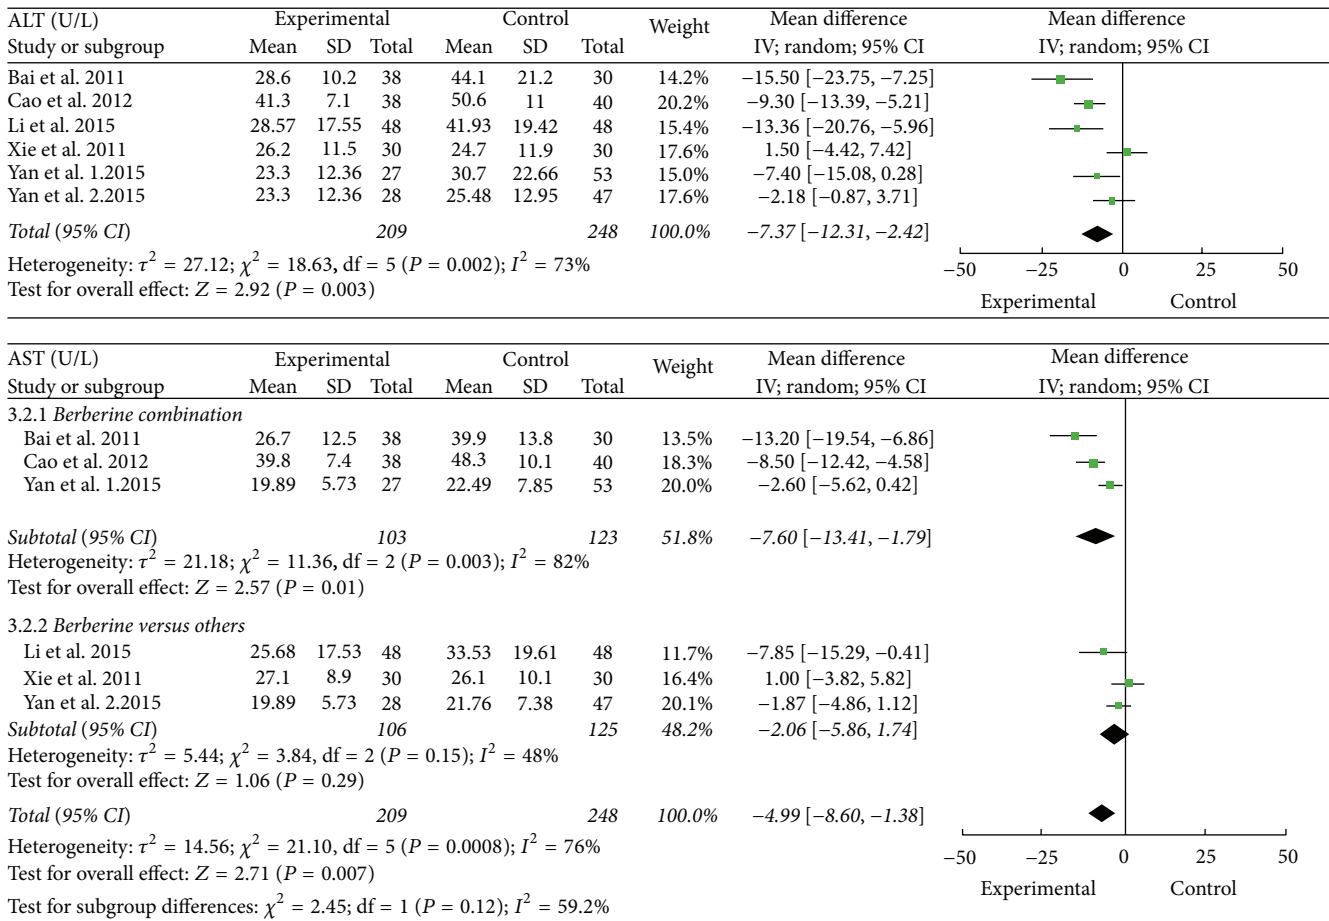 ALT (U/L) Experimental Control Weight Mean difference Mean difference
Study or subgroup Mean SD Total Mean SD Total IV; random; 95% CI IV; random; 95% CI
Bai et al. 2011 28.6 10.2 38 44.1 21.2 30 14.2% −15.50 [−23.75, −7.25]
Cao et al. 2012 41.3 7.1 38 50.6 11 40 20.2% −9.30 [−13.39, −5.21]
Li et al. 2015 28.57 17.55 48 41.93 19.42 48 15.4% −13.36 [−20.76, −5.96]
Xie et al. 2011 26.2 11.5 30 24.7 11.9 30 17.6% 1.50 [−4.42, 7.42]
Yan et al. 1.2015 23.3 12.36 27 30.7 22.66 53 15.0% −7.40 [−15.08, 0.28]
Yan et al. 2.2015 23.3 12.36 28 25.48 12.95 47 17.6% −2.18 [−0.87, 3.71]
Total (95% CI) 209 248 100.0% −7.37 [−12.31, −2.42]
Heterogeneity: τ² = 27.12; χ² = 18.63, df = 5 (P = 0.002); I² = 73%
Test for overall effect: Z = 2.92 (P = 0.003)
−50 −25 0 25 50
Experimental Control
AST (U/L) Experimental Control Weight Mean difference Mean difference
Study or subgroup Mean SD Total Mean SD Total IV; random; 95% CI IV; random; 95% CI
3.2.1 Berberine combination
Bai et al. 2011 26.7 12.5 38 39.9 13.8 30 13.5% −13.20 [−19.54, −6.86]
Cao et al. 2012 39.8 7.4 38 48.3 10.1 40 18.3% −8.50 [−12.42, −4.58]
Yan et al. 1.2015 19.89 5.73 27 22.49 7.85 53 20.0% −2.60 [−5.62, 0.42]
Subtotal (95% CI) 103 123 51.8% −7.60 [−13.41, −1.79]
Heterogeneity: τ² = 21.18; χ² = 11.36, df = 2 (P = 0.003); I² = 82%
Test for overall effect: Z = 2.57 (P = 0.01)
3.2.2 Berberine versus others
Li et al. 2015 25.68 17.53 48 33.53 19.61 48 11.7% −7.85 [−15.29, −0.41]
Xie et al. 2011 27.1 8.9 30 26.1 10.1 30 16.4% 1.00 [−3.82, 5.82]
Yan et al. 2.2015 19.89 5.73 28 21.76 7.38 47 20.1% −1.87 [−4.86, 1.12]
Subtotal (95% CI) 106 125 48.2% −2.06 [−5.86, 1.74]
Heterogeneity: τ² = 5.44; χ² = 3.84, df = 2 (P = 0.15); I² = 48%
Test for overall effect: Z = 1.06 (P = 0.29)
Total (95% CI) 209 248 100.0% −4.99 [−8.60, −1.38]
Heterogeneity: τ² = 14.56; χ² = 21.10, df = 5 (P = 0.0008); I² = 76%
Test for overall effect: Z = 2.71 (P = 0.007)
Test for subgroup differences: χ² = 2.45; df = 1 (P = 0.12); I² = 59.2%
−50 −25 0 25 50
Experimental Control